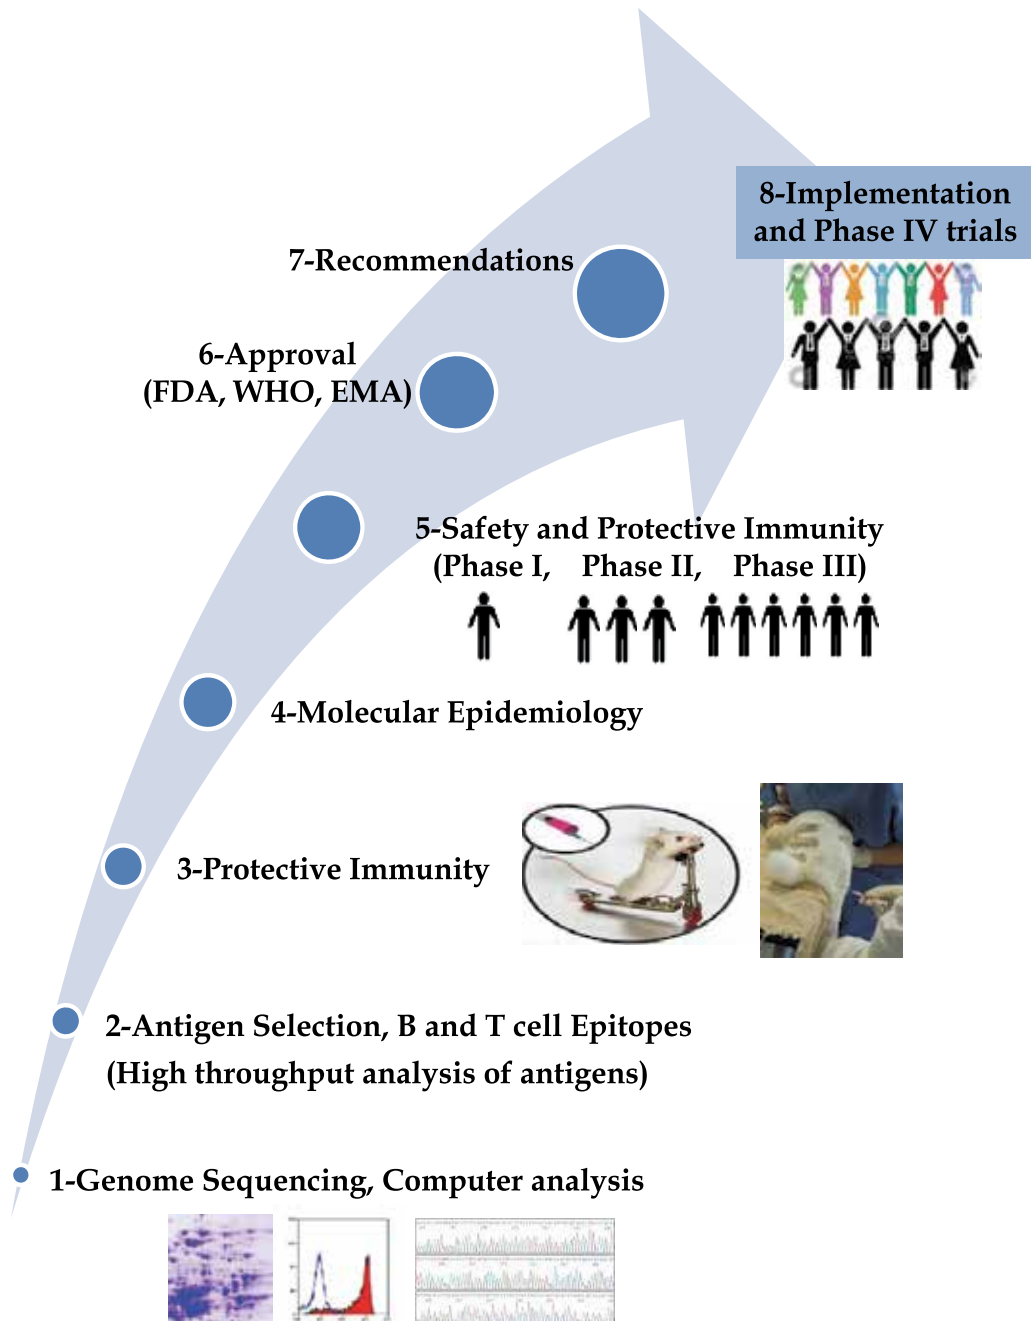 8-Implementation
and Phase IV trials
7-Recommendations
6-Approval
(FDA, WHO, EMA)
5-Safety and Protective Immunity
(Phase I, Phase II, Phase III)
4-Molecular Epidemiology
3-Protective Immunity
2-Antigen Selection, B and T cell Epitopes
(High throughput analysis of antigens)
1-Genome Sequencing, Computer analysis